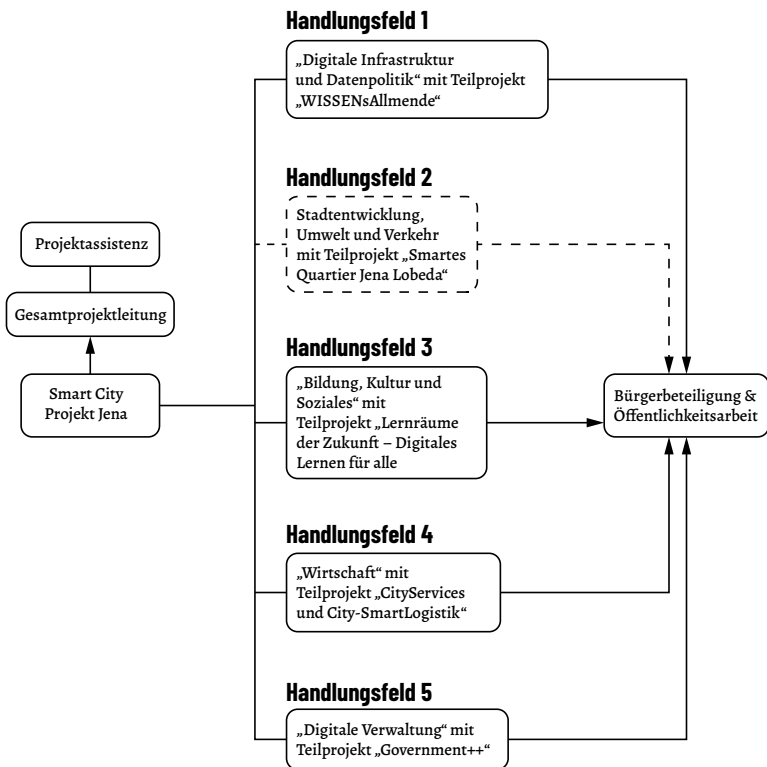 Handlungsfeld 1
„Digitale Infrastruktur
und Datenpolitik“ mit Teilprojekt
„WISSENsAllmende“
Handlungsfeld 2
Stadtentwicklung,
Umwelt und Verkehr
mit Teilprojekt „Smartes
Quartier Jena Lobeda“
Projektassistenz
Gesamtprojektleitung
Smart City
Projekt Jena
Handlungsfeld 3
„Bildung, Kultur und
Soziales“ mit
Teilprojekt „Lernräume
der Zukunft – Digitales
Lernen für alle
Bürgerbeteiligung &
Öffentlichkeitsarbeit
Handlungsfeld 4
„Wirtschaft“ mit
Teilprojekt „CityServices
und City-SmartLogistik“
Handlungsfeld 5
„Digitale Verwaltung“ mit
Teilprojekt „Government++“